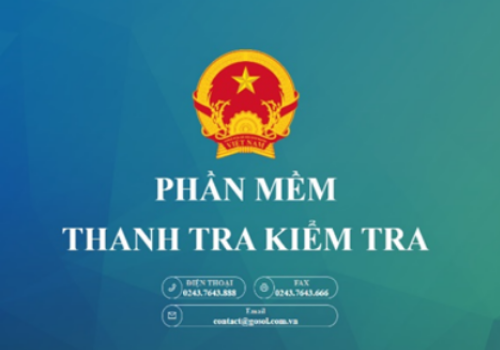 VIỆT NAM
PHẦN MỀM
THANH TRA KIỂM TRA
ĐIỆN THOẠI
0243.7643.888
FAX
0243.7643.666
Email
contact@gosol.com.vn